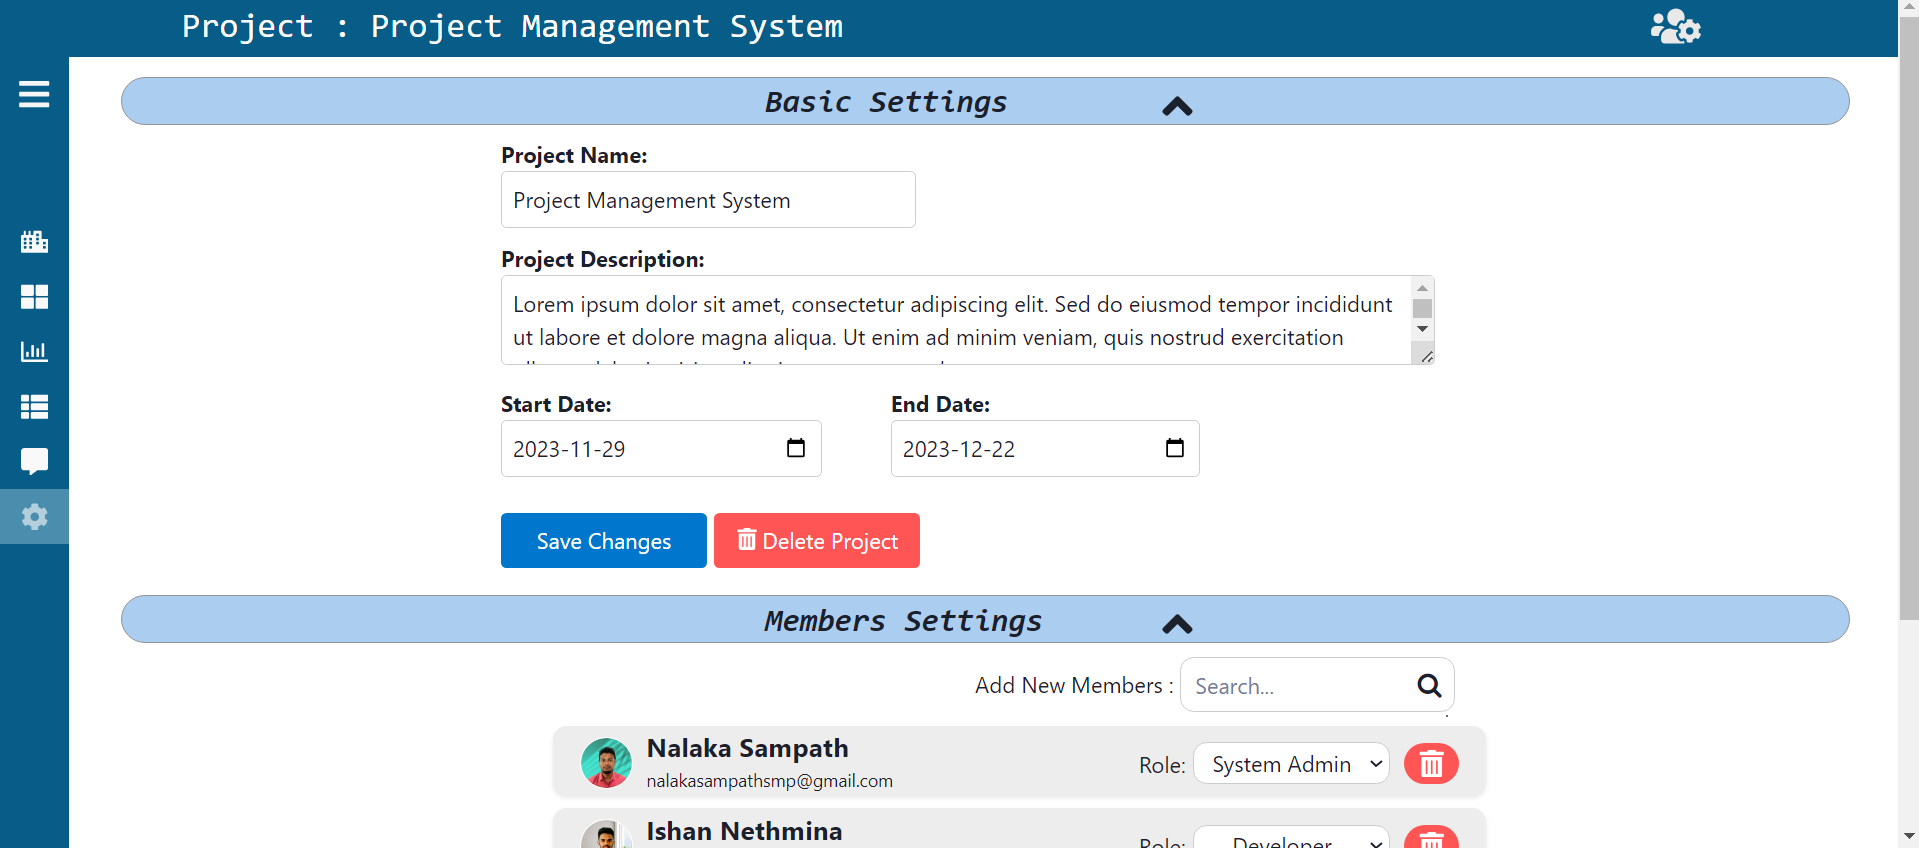 Project : Project Management System
Basic Settings
Project Name:
Project Management System
Project Description:
Lorem ipsum dolor sit amet, consectetur adipiscing elit. Sed do eiusmod tempor incididunt
ut labore et dolore magna aliqua. Ut enim ad minim veniam, quis nostrud exercitation
Start Date:
End Date:
2023-11-29
2023-12-22
Save Changes
Delete Project
Members Settings
Add New Members :
Search...
Nalaka Sampath
nalakasampathsmp@gmail.com
Role:
System Admin
Ishan Nethmina
Role:
Developer